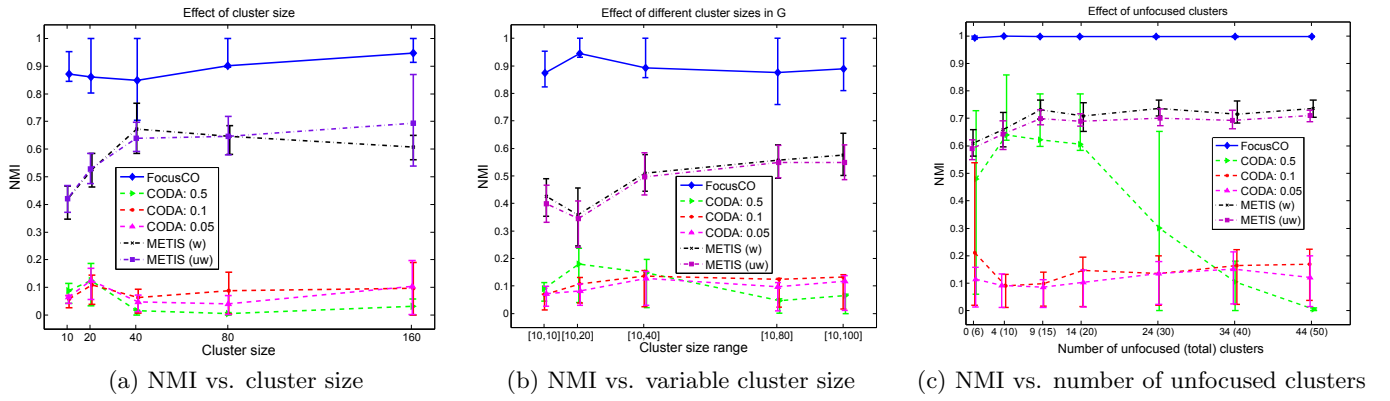 Effect of cluster size
1
0.9
0.8
0.7
0.6
0.5
0.4
0.3
0.2
0.1
0
NMI
FocusCO
CODA: 0.5
CODA: 0.1
CODA: 0.05
METIS (w)
METIS (uw)
10 20 40 80 160
Cluster size
(a) NMI vs. cluster size
Effect of different cluster sizes in G
1
0.9
0.8
0.7
0.6
0.5
0.4
0.3
0.2
0.1
0
NMI
FocusCO
CODA: 0.5
CODA: 0.1
CODA: 0.05
METIS (w)
METIS (uw)
[10,10] [10,20] [10,40] [10,80] [10,100]
Cluster size range
(b) NMI vs. variable cluster size
Effect of unfocused clusters
1
0.9
0.8
0.7
0.6
0.5
0.4
0.3
0.2
0.1
0
NMI
FocusCO
CODA: 0.5
CODA: 0.1
CODA: 0.05
METIS (w)
METIS (uw)
0 (6) 4 (10) 9 (15) 14 (20) 24 (30) 34 (40) 44 (50)
Number of unfocused (total) clusters
(c) NMI vs. number of unfocused clusters